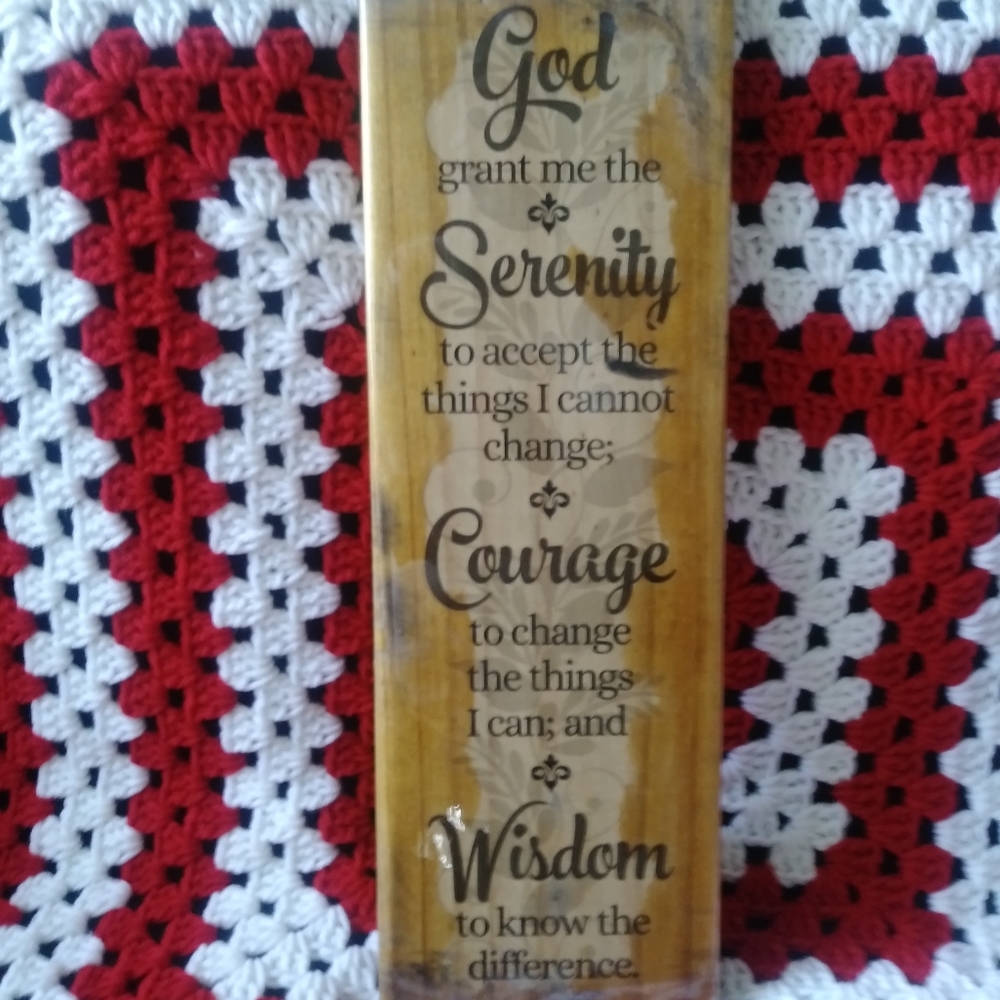 God
grant me the
Serenity
to accept the
things I cannot
change;
Courage
to change
the things
I can; and
Wisdom
to know the
difference.